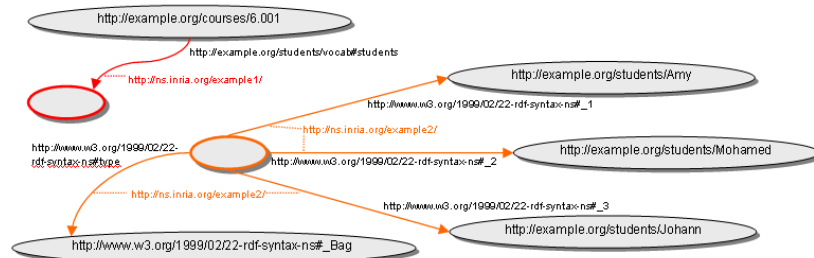 http://example.org/courses/6.001
http://example.org/students/vocab#students
http://ns.inria.org/example1/
http://example.org/students/Amy
http://www.w3.org/1999/02/22-rdf-syntax-ns#_1
http://ns.inria.org/example2/
http://www.w3.org/1999/02/22-
rdf-syntax-ns#type
http://www.w3.org/1999/02/22-rdf-syntax-ns#_2
http://example.org/students/Mohamed
http://ns.inria.org/example2/
http://www.w3.org/1999/02/22-rdf-syntax-ns#_3
http://example.org/students/Johann
http://www.w3.org/1999/02/22-rdf-syntax-ns#_Bag